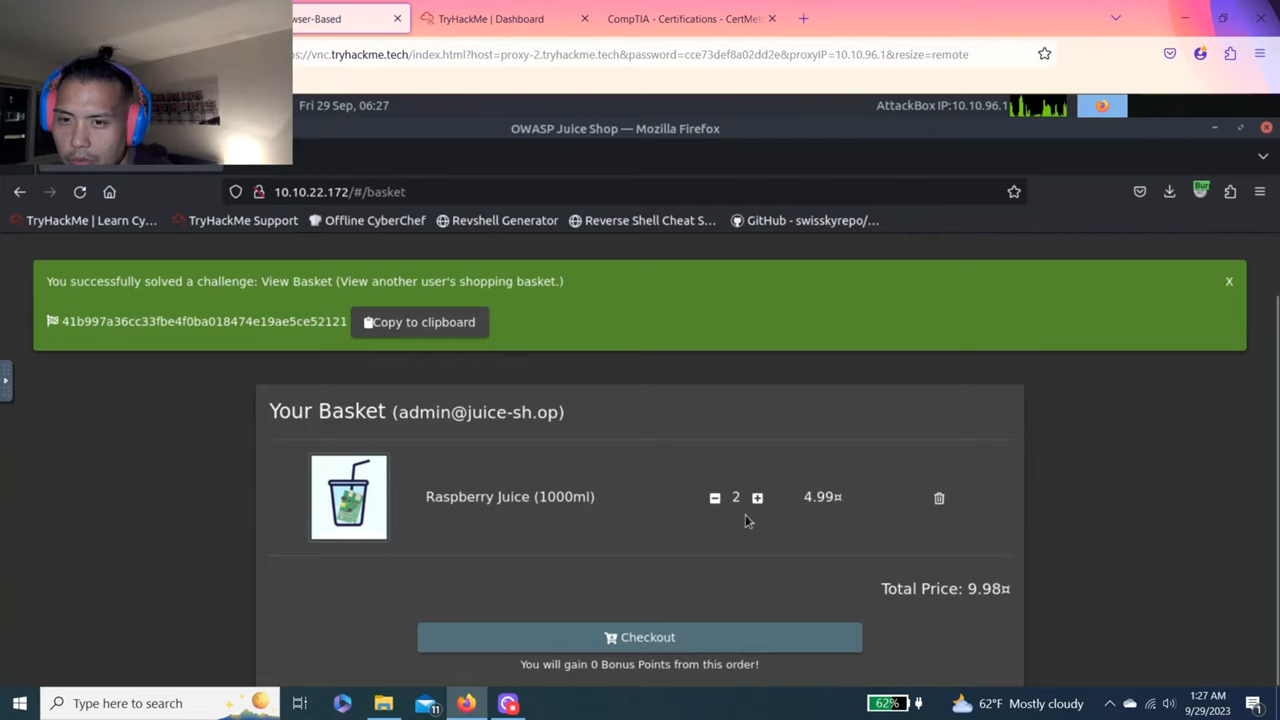 wser-Based
TryHackMe | Dashboard
CompTIA - Certifications - CertMet
ps://vnc.tryhackme.tech/index.html?host=proxy-2.tryhackme.tech&password=cce73def8a02dd2e&proxyIP=10.10.96.1&resize=remote
Fri 29 Sep, 06:27
AttackBox IP:10.10.96.1
OWASP Juice Shop — Mozilla Firefox
10.10.22.172/#/basket
Bur
TryHackMe | Learn Cy…
TryHackMe Support
Offline CyberChef
Revshell Generator
Reverse Shell Cheat S…
GitHub - swisskyrepo/…
You successfully solved a challenge: View Basket (View another user's shopping basket.)
X
41b997a36cc33fbe4f0ba018474e19ae5ce52121
Copy to clipboard
Your Basket (admin@juice-sh.op)
Raspberry Juice (1000ml)
2
4.99¤
Total Price: 9.98¤
Checkout
You will gain 0 Bonus Points from this order!
Type here to search
11
62%
62°F Mostly cloudy
1:27 AM
9/29/2023
1